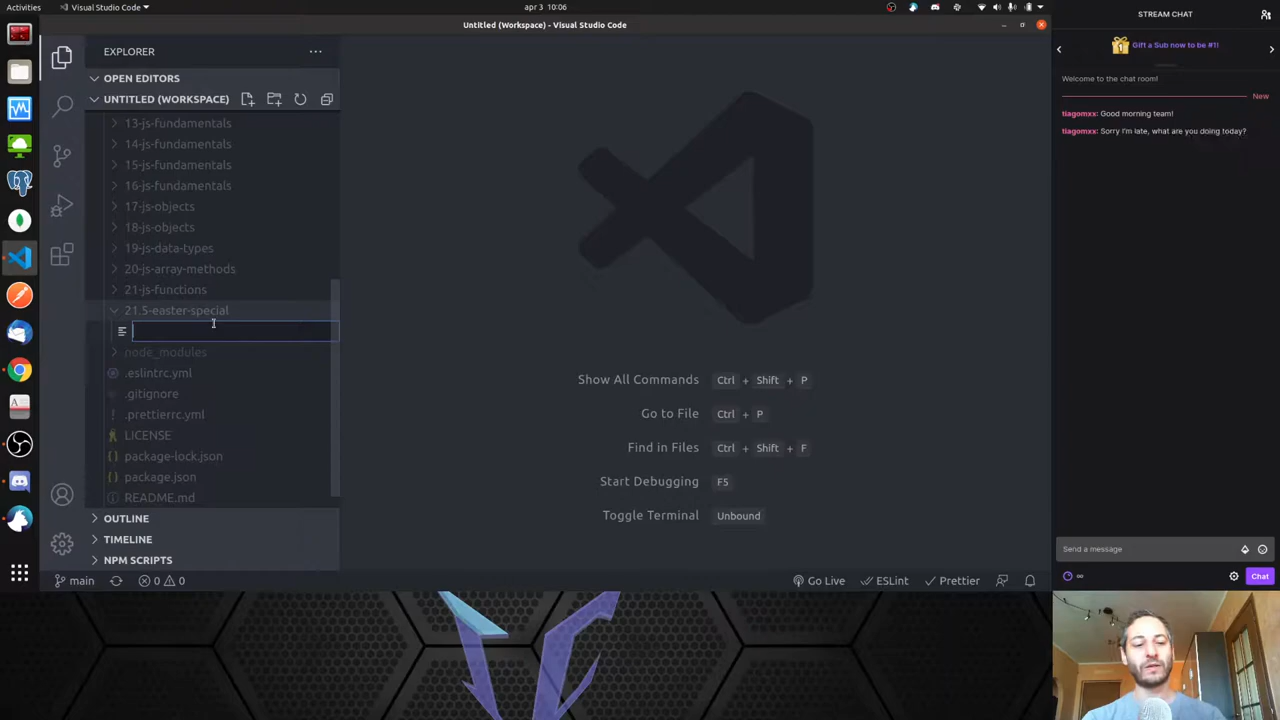 Activities
Visual Studio Code
apr 3 10:06
Untitled (Workspace) - Visual Studio Code
EXPLORER
OPEN EDITORS
UNTITLED (WORKSPACE)
13-js-fundamentals
14-js-fundamentals
15-js-fundamentals
16-js-fundamentals
17-js-objects
18-js-objects
19-js-data-types
20-js-array-methods
21-js-functions
21.5-easter-special
node_modules
.eslintrc.yml
.gitignore
.prettierrc.yml
LICENSE
package-lock.json
package.json
README.md
OUTLINE
TIMELINE
NPM SCRIPTS
Show All Commands Ctrl + Shift + P
Go to File Ctrl + P
Find in Files Ctrl + Shift + F
Start Debugging F5
Toggle Terminal Unbound
main 0 0
Go Live ESLint Prettier
STREAM CHAT
Gift a Sub now to be #1!
Welcome to the chat room!
New
tiagomxx: Good morning team!
tiagomxx: Sorry I'm late, what are you doing today?
Send a message
∞
Chat